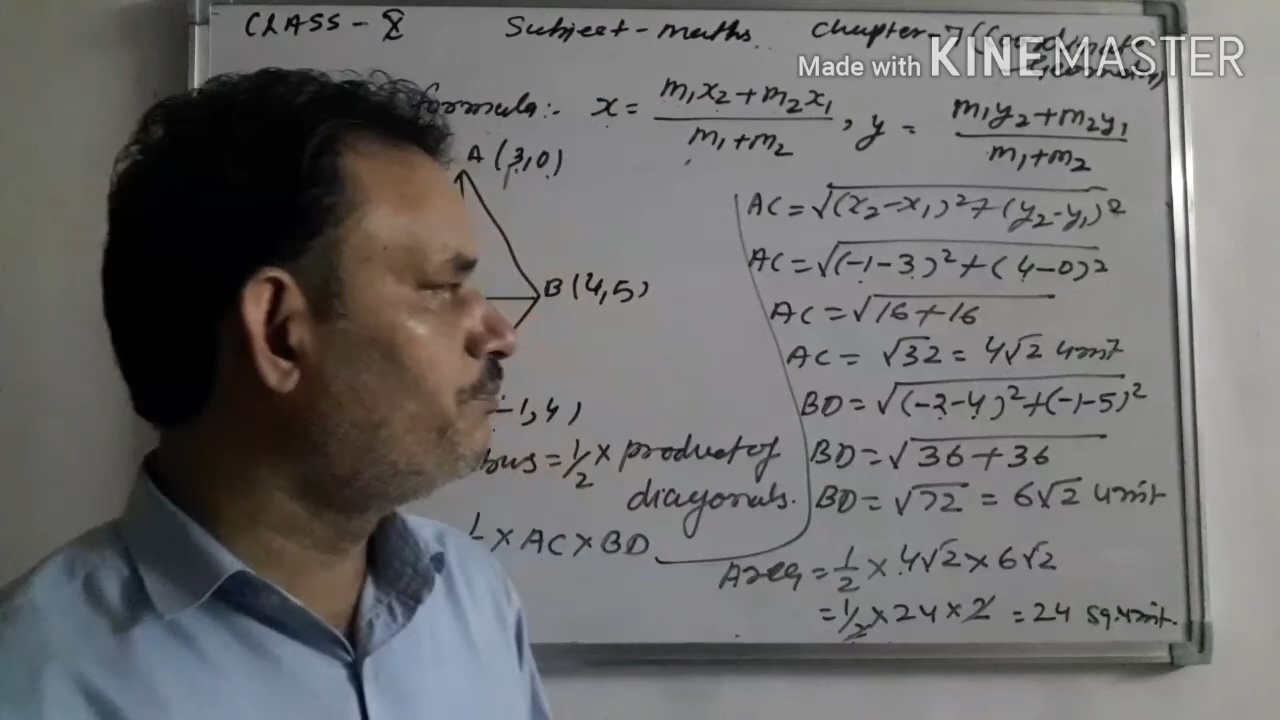 CLASS - X Subject - maths. Chapter - 7 (
Made with KINEMASTER
formula:- x = m₁x₂+m₂x₁ / m₁+m₂ , y = m₁y₂+m₂y₁ / m₁+m₂
A (3,0)
B (4,5)
-1,4)
bus = 1/2 × product of
diagonals.
× AC × BD
AC = √(x₂-x₁)²+(y₂-y₁)²
AC = √(-1-3)²+(4-0)²
AC = √16+16
AC = √32 = 4√2 unit
BD = √(-2-4)²+(-1-5)²
BD = √36+36
BD = √72 = 6√2 unit
Area = 1/2 × 4√2 × 6√2
= 1/2 × 24 × 2 = 24 sq.unit.